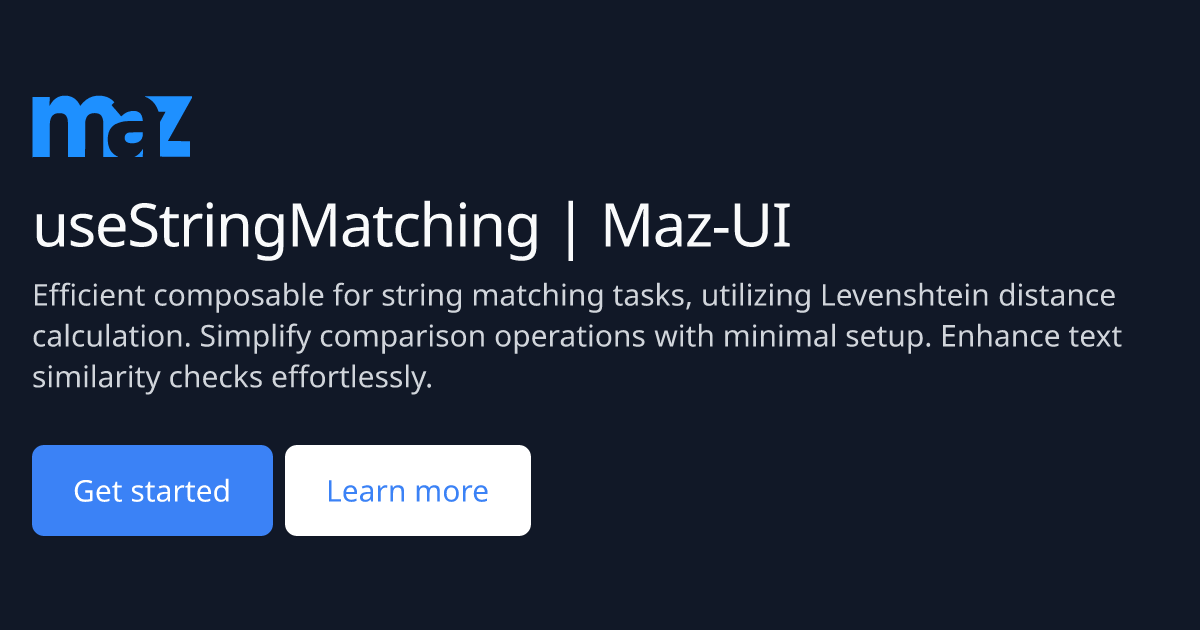 maz
useStringMatching | Maz-UI
Efficient composable for string matching tasks, utilizing Levenshtein distance
calculation. Simplify comparison operations with minimal setup. Enhance text
similarity checks effortlessly.
Get started
Learn more